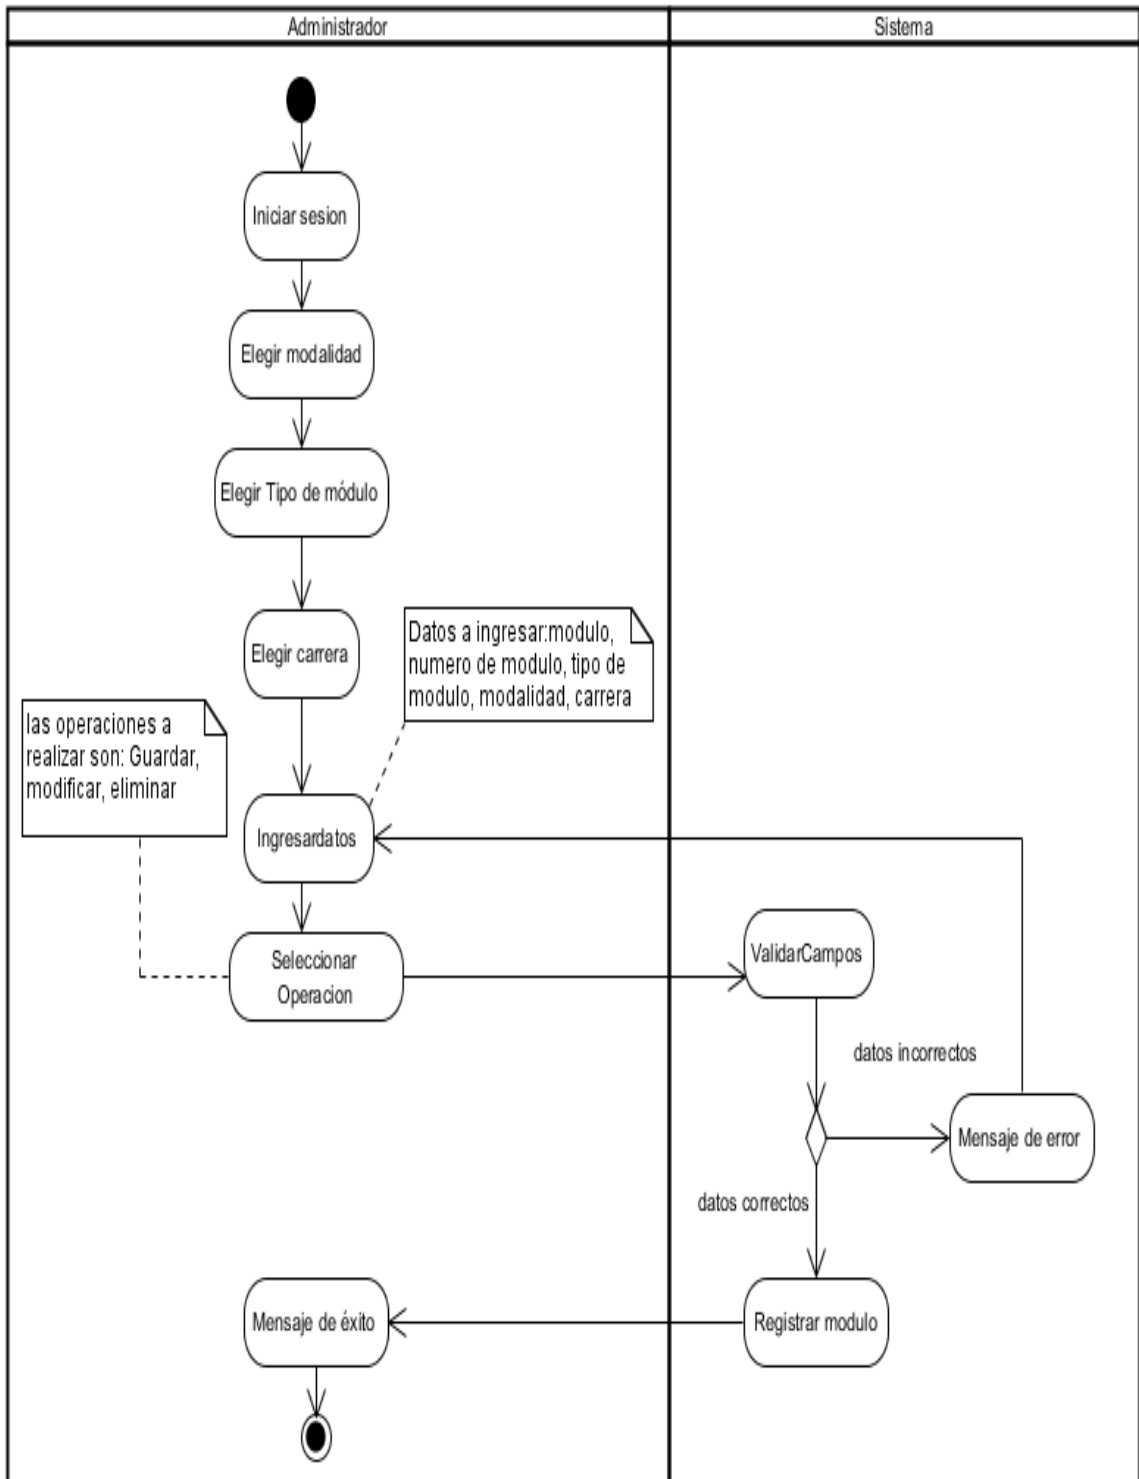 Administrador
Sistema
Iniciar sesion
Elegir modalidad
Elegir Tipo de módulo
Elegir carrera
Datos a ingresar:modulo,
numero de modulo, tipo de
modulo, modalidad, carrera
las operaciones a
realizar son: Guardar,
modificar, eliminar
Ingresardatos
Seleccionar
Operacion
ValidarCampos
datos incorrectos
Mensaje de error
datos correctos
Registrar modulo
Mensaje de éxito